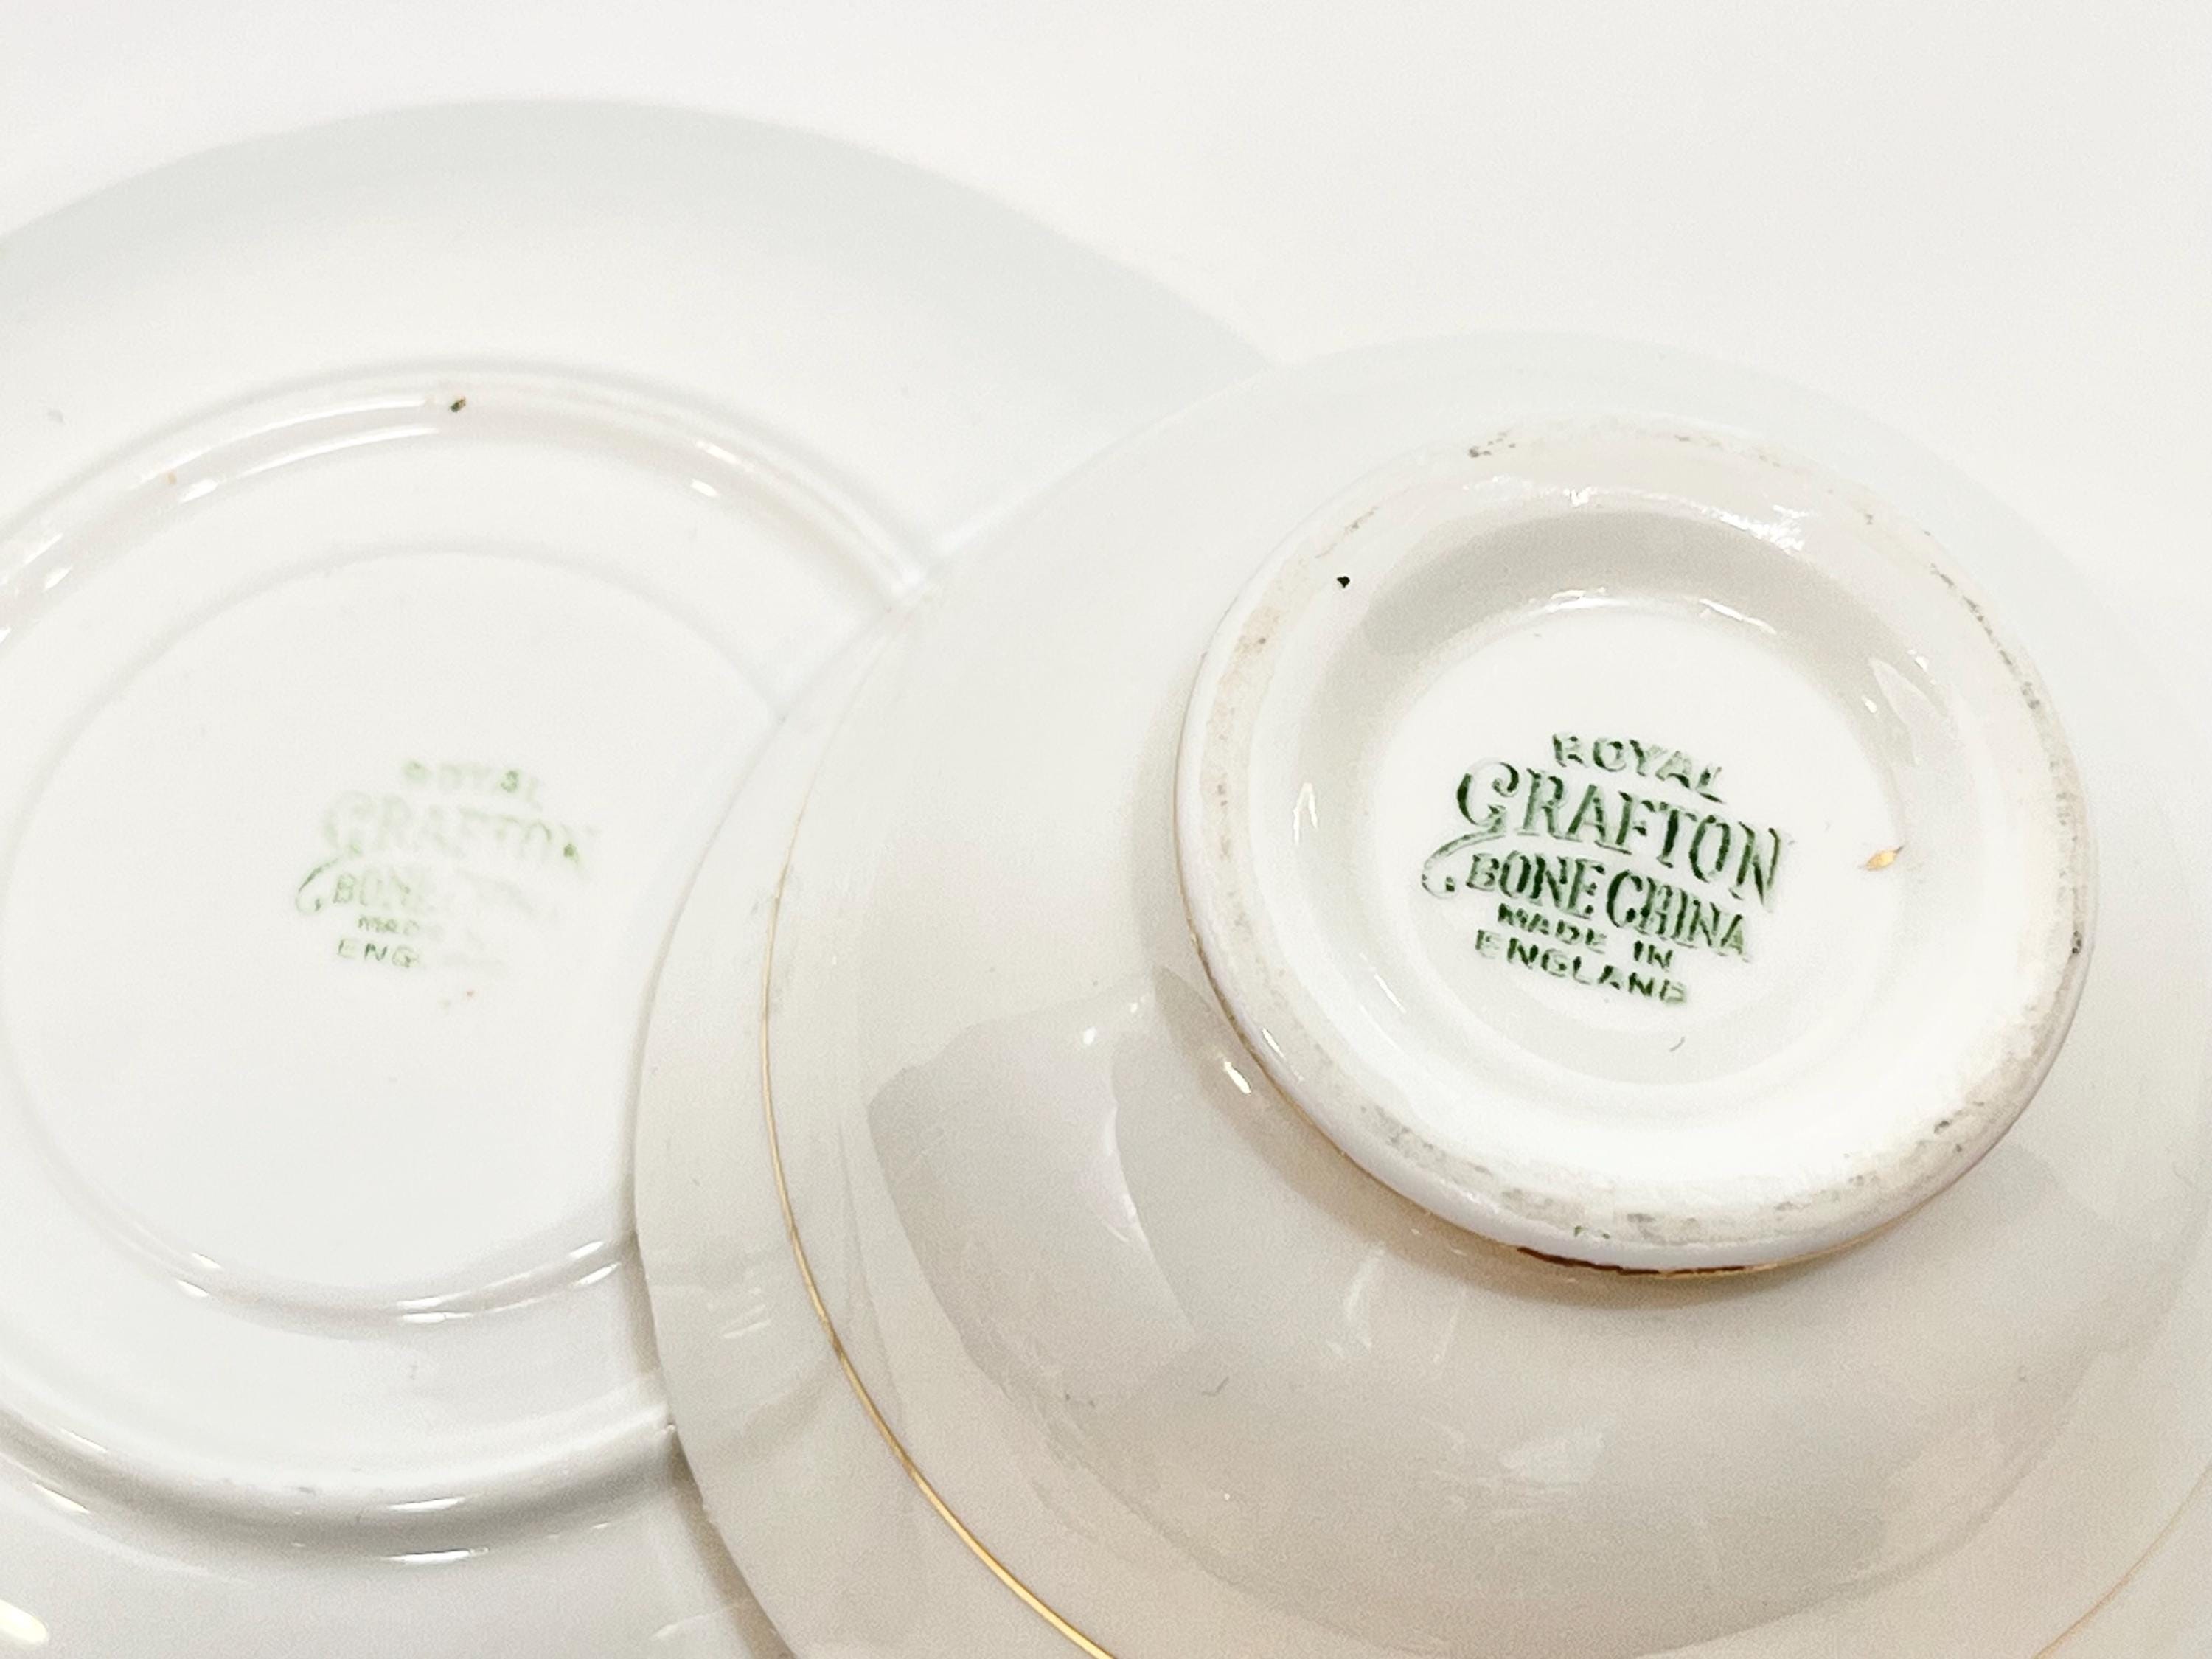 ROYAL
GRAFTON
BONE
MADE
ENG
ROYAL
GRAFTON
BONE CHINA
MADE IN
ENGLAND